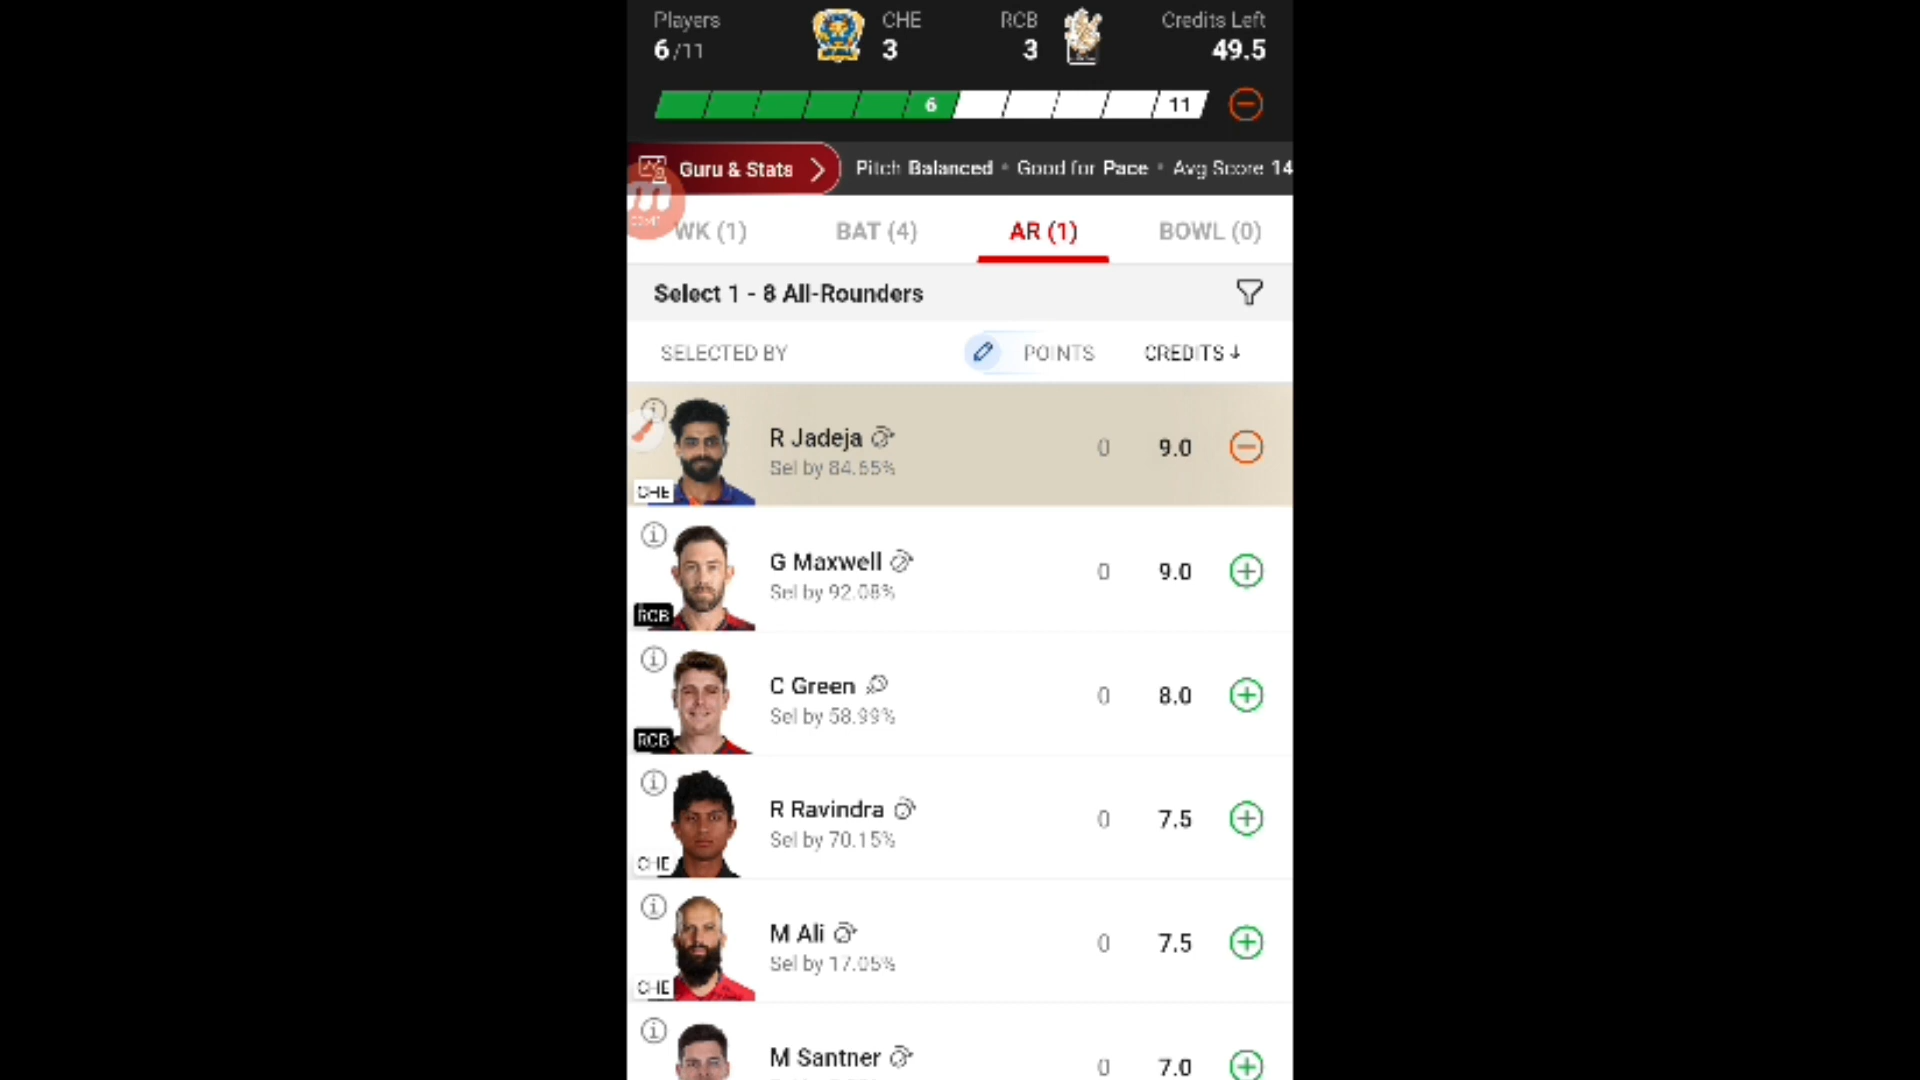 Players CHE RCB Credits Left
6/11 3 3 49.5
6 11
Guru & Stats Pitch Balanced • Good for Pace • Avg Score 14
WK (1) BAT (4) AR (1) BOWL (0)
Select 1 - 8 All-Rounders
SELECTED BY POINTS CREDITS ↓
R Jadeja 0 9.0
Sel by 84.65%
CHE
G Maxwell 0 9.0
Sel by 92.08%
RCB
C Green 0 8.0
Sel by 58.99%
RCB
R Ravindra 0 7.5
Sel by 70.15%
CHE
M Ali 0 7.5
Sel by 17.05%
CHE
M Santner 0 7.0